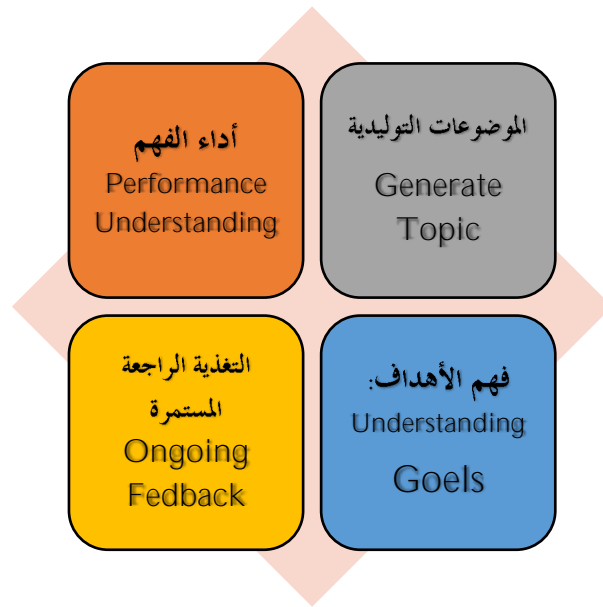 الموضوعات التوليدية
Generate
Topic
أداء الفهم
Performance
Understanding
فهم الأهداف:
Understanding
Goels
التغذية الراجعة
المستمرة
Ongoing
Fedback